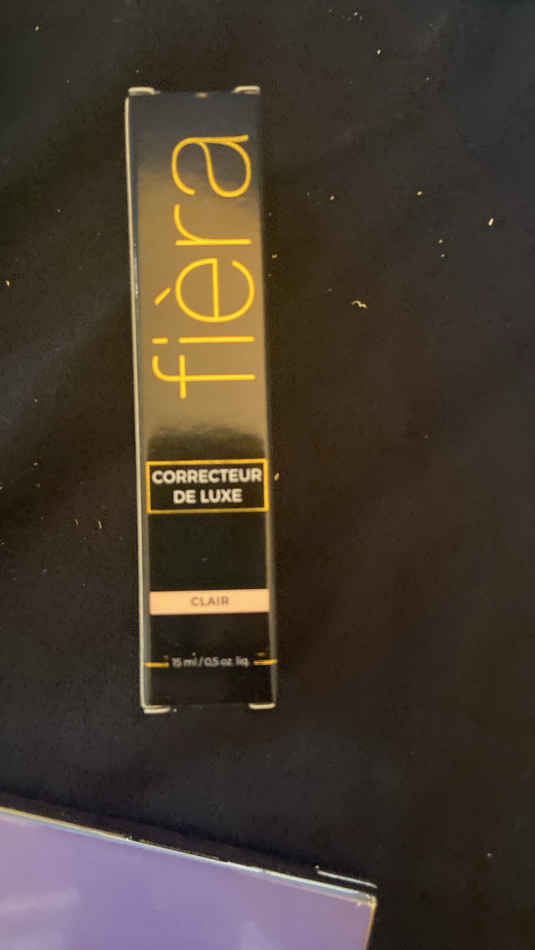 fièra
CORRECTEUR
DE LUXE
CLAIR
15 ml / 0.5 oz. liq.